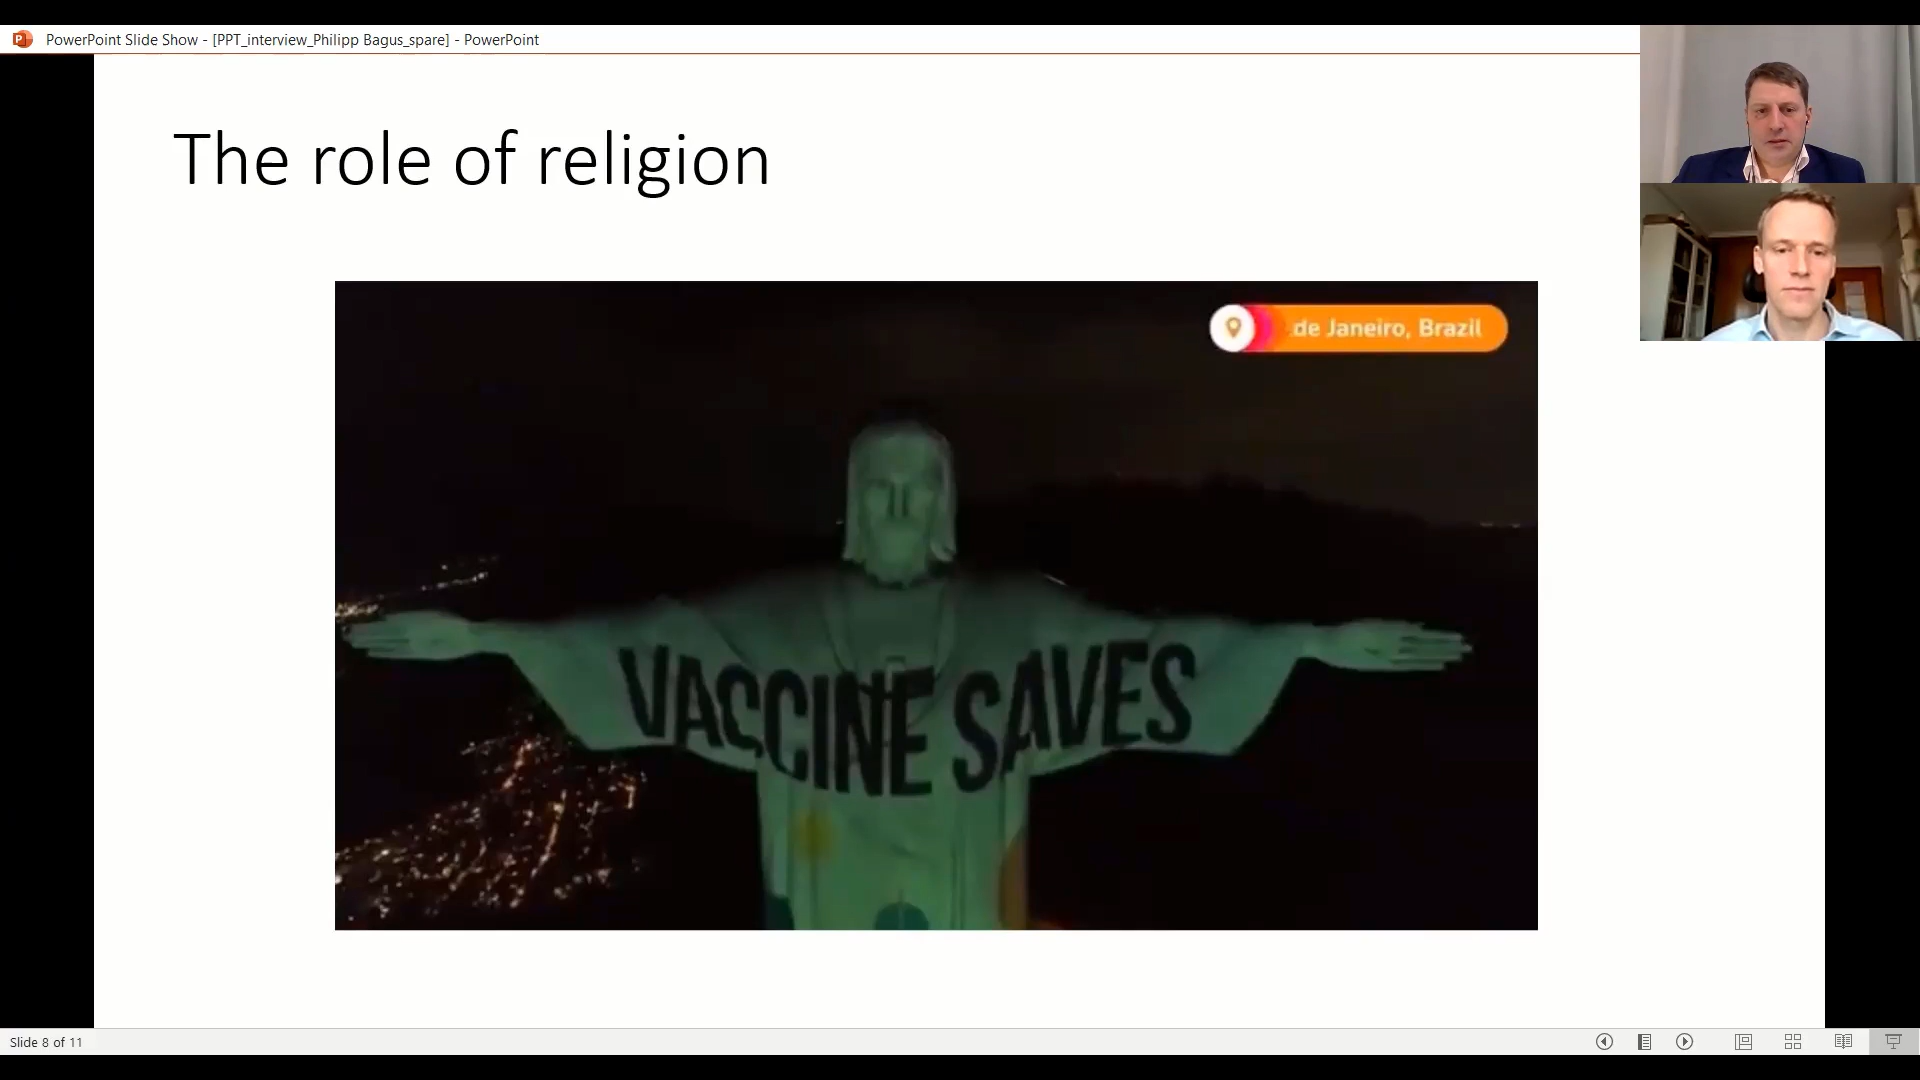 PowerPoint Slide Show - [PPT_interview_Philipp Bagus_spare] - PowerPoint
The role of religion
de Janeiro, Brazil
VACCINE SAVES
Slide 8 of 11